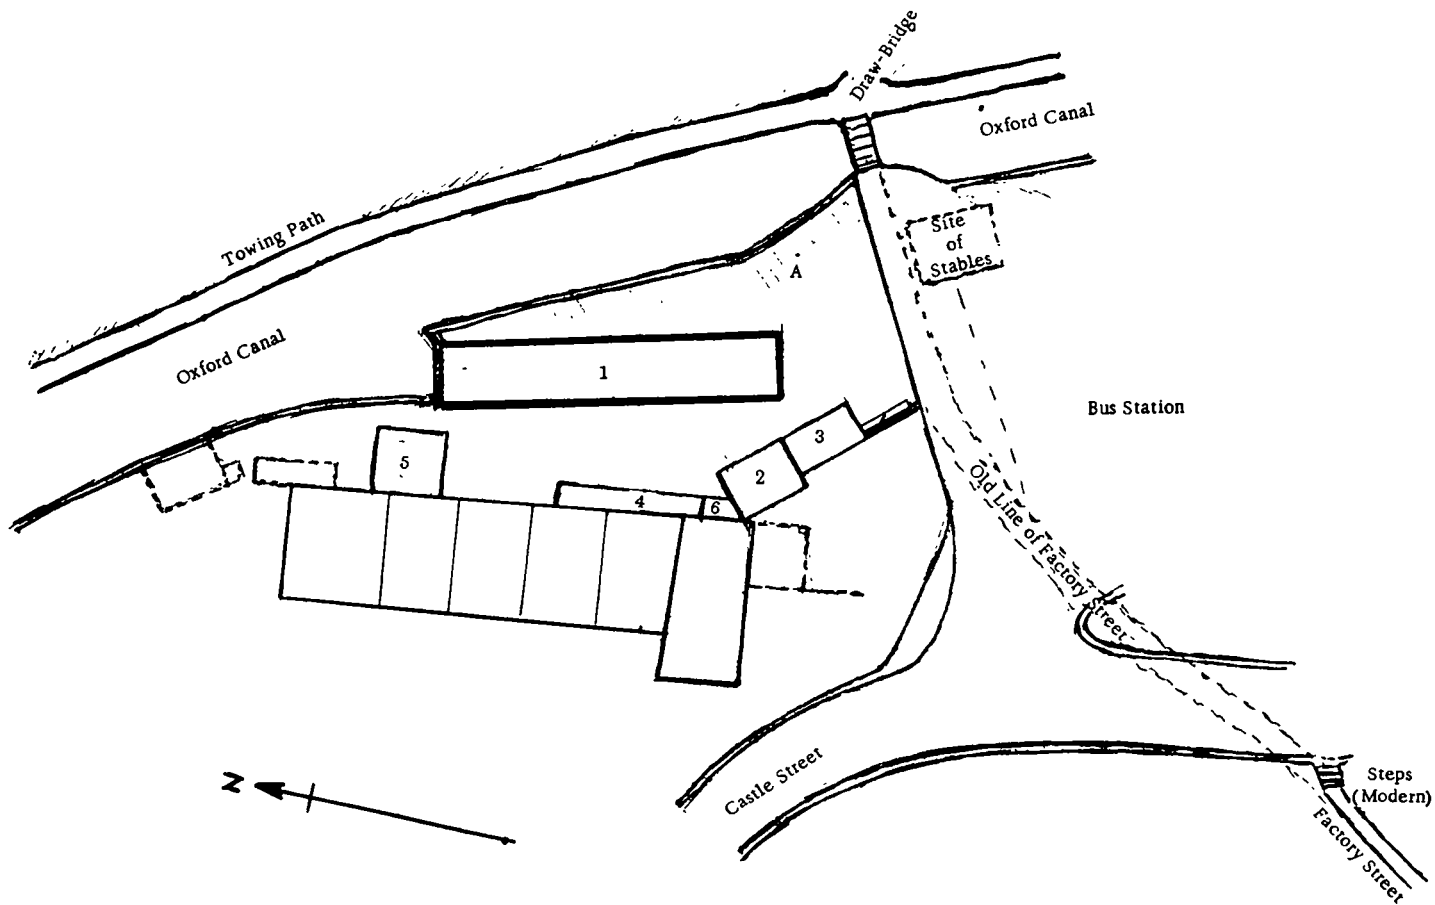 Draw-Bridge
Oxford Canal
Towing Path
Site
of
Stables
A
Oxford Canal
1
Bus Station
3
5
2
4
6
Old Line of Factory Street
N
Castle Street
Steps
(Modern)
Factory Street